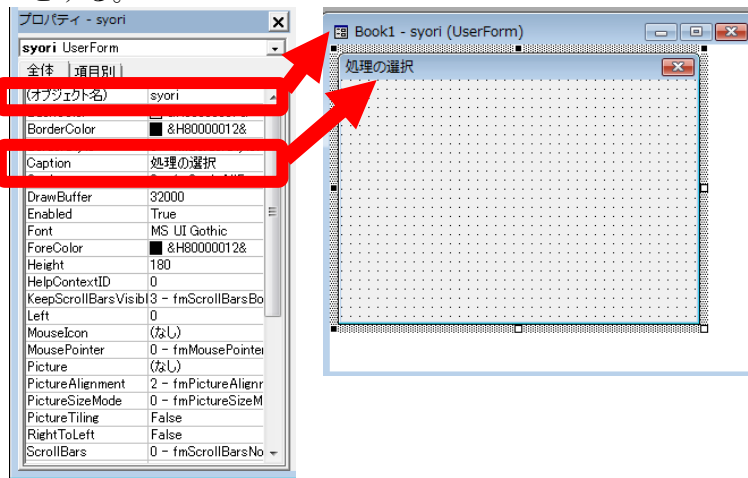 プロパティ - syori
syori UserForm
全体 項目別
(オブジェクト名) syori
BorderColor &H80000012&
Caption 処理の選択
DrawBuffer 32000
Enabled True
Font MS UI Gothic
ForeColor &H80000012&
Height 180
HelpContextID 0
KeepScrollBarsVisibl 3 - fmScrollBarsBo
Left 0
MouseIcon (なし)
MousePointer 0 - fmMousePointer
Picture (なし)
PictureAlignment 2 - fmPictureAlignr
PictureSizeMode 0 - fmPictureSizeM
PictureTiling False
RightToLeft False
ScrollBars 0 - fmScrollBarsNo
Book1 - syori (UserForm)
処理の選択